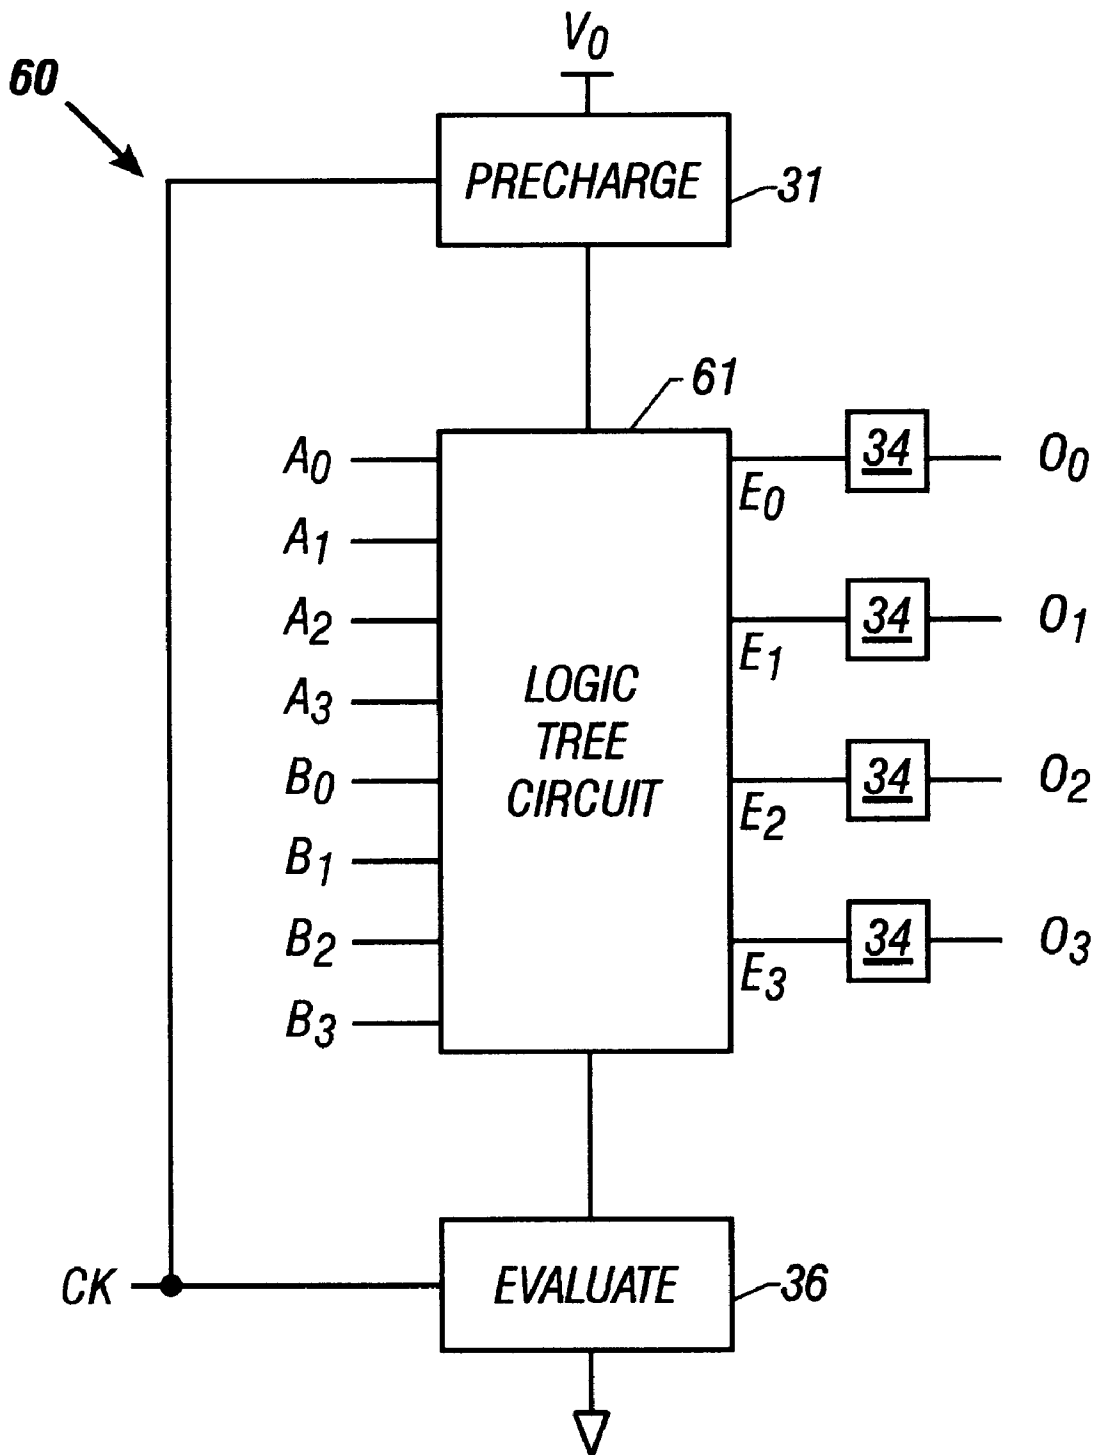 V0
60
PRECHARGE
31
61
A0
A1
A2
A3
B0
B1
B2
B3
LOGIC
TREE
CIRCUIT
E0
34
O0
E1
34
O1
E2
34
O2
E3
34
O3
CK
EVALUATE
36